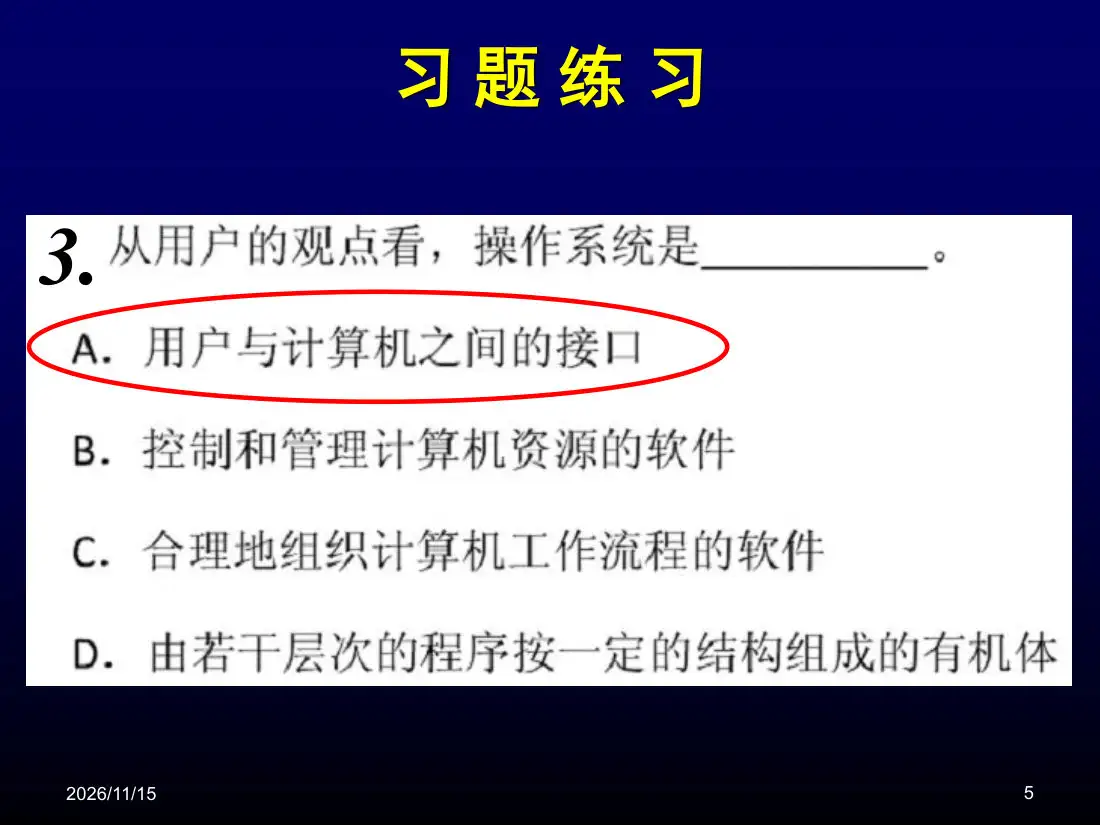 习题练习
3. 从用户的观点看，操作系统是__________。
A. 用户与计算机之间的接口
B. 控制和管理计算机资源的软件
C. 合理地组织计算机工作流程的软件
D. 由若干层次的程序按一定的结构组成的有机体
2026/11/15
5